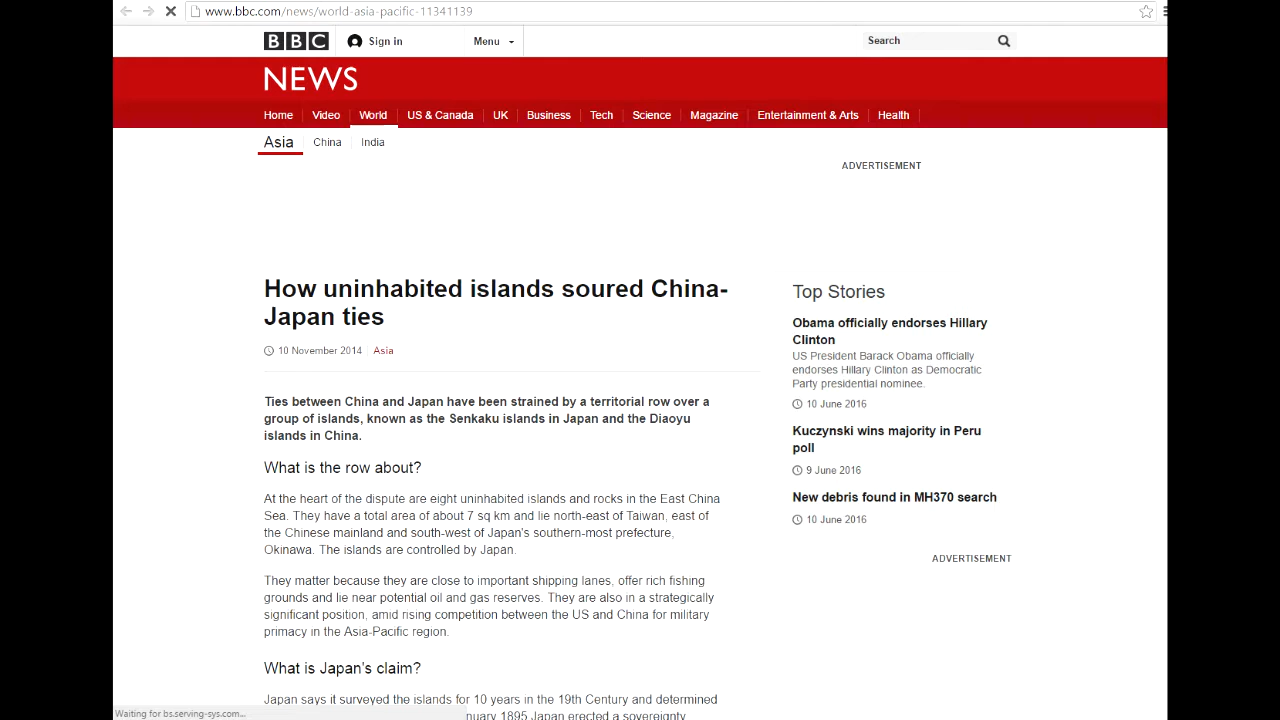 www.bbc.com/news/world-asia-pacific-11341139
BBC Sign in Menu Search
NEWS
Home Video World US & Canada UK Business Tech Science Magazine Entertainment & Arts Health
Asia China India
ADVERTISEMENT
How uninhabited islands soured China-
Japan ties
10 November 2014 Asia
Ties between China and Japan have been strained by a territorial row over a
group of islands, known as the Senkaku islands in Japan and the Diaoyu
islands in China.
What is the row about?
At the heart of the dispute are eight uninhabited islands and rocks in the East China
Sea. They have a total area of about 7 sq km and lie north-east of Taiwan, east of
the Chinese mainland and south-west of Japan's southern-most prefecture,
Okinawa. The islands are controlled by Japan.
They matter because they are close to important shipping lanes, offer rich fishing
grounds and lie near potential oil and gas reserves. They are also in a strategically
significant position, amid rising competition between the US and China for military
primacy in the Asia-Pacific region.
What is Japan's claim?
Japan says it surveyed the islands for 10 years in the 19th Century and determined
nuary 1895 Japan erected a sovereignty
Top Stories
Obama officially endorses Hillary
Clinton
US President Barack Obama officially
endorses Hillary Clinton as Democratic
Party presidential nominee.
10 June 2016
Kuczynski wins majority in Peru
poll
9 June 2016
New debris found in MH370 search
10 June 2016
ADVERTISEMENT
Waiting for bs.serving-sys.com...